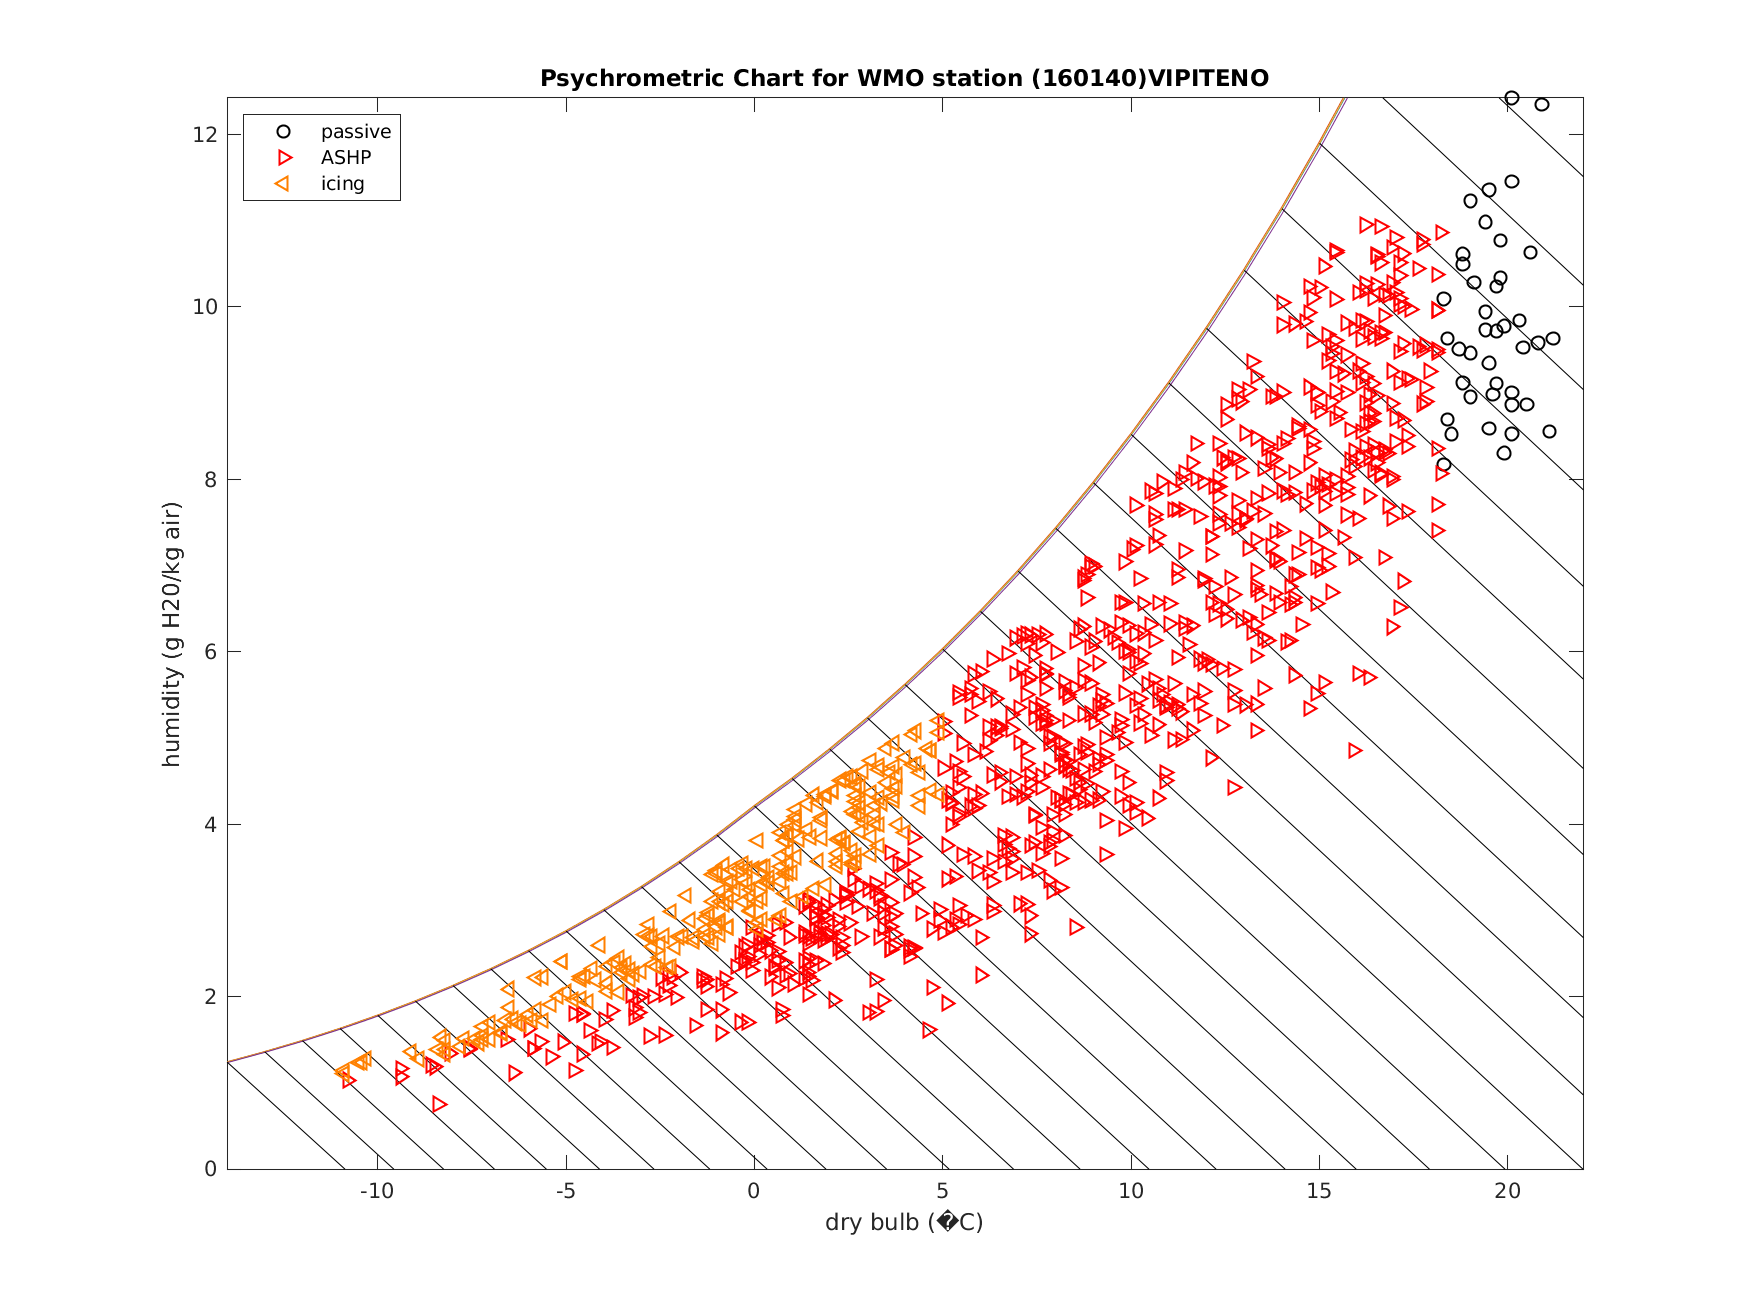 Psychrometric Chart for WMO station (160140)VIPITENO
passive
ASHP
icing
12
10
8
6
4
2
0
humidity (g H20/kg air)
-10 -5 0 5 10 15 20
dry bulb (�C)